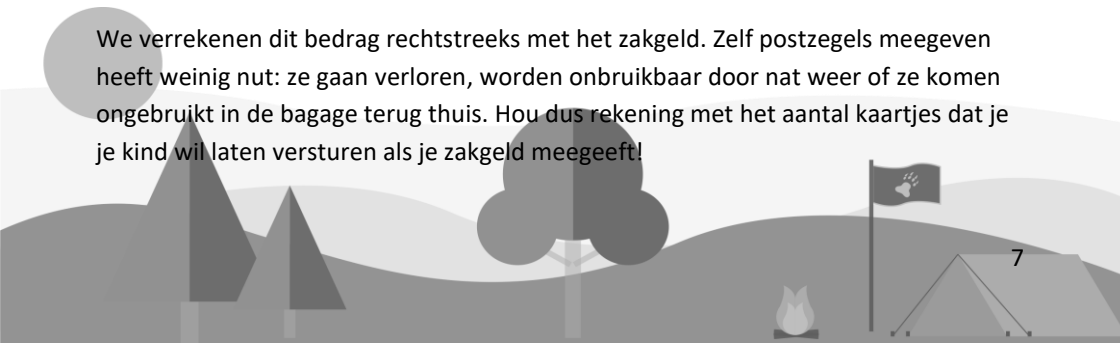 We verrekenen dit bedrag rechtstreeks met het zakgeld. Zelf postzegels meegeven
heeft weinig nut: ze gaan verloren, worden onbruikbaar door nat weer of ze komen
ongebruikt in de bagage terug thuis. Hou dus rekening met het aantal kaartjes dat je
je kind wil laten versturen als je zakgeld meegeeft!
7